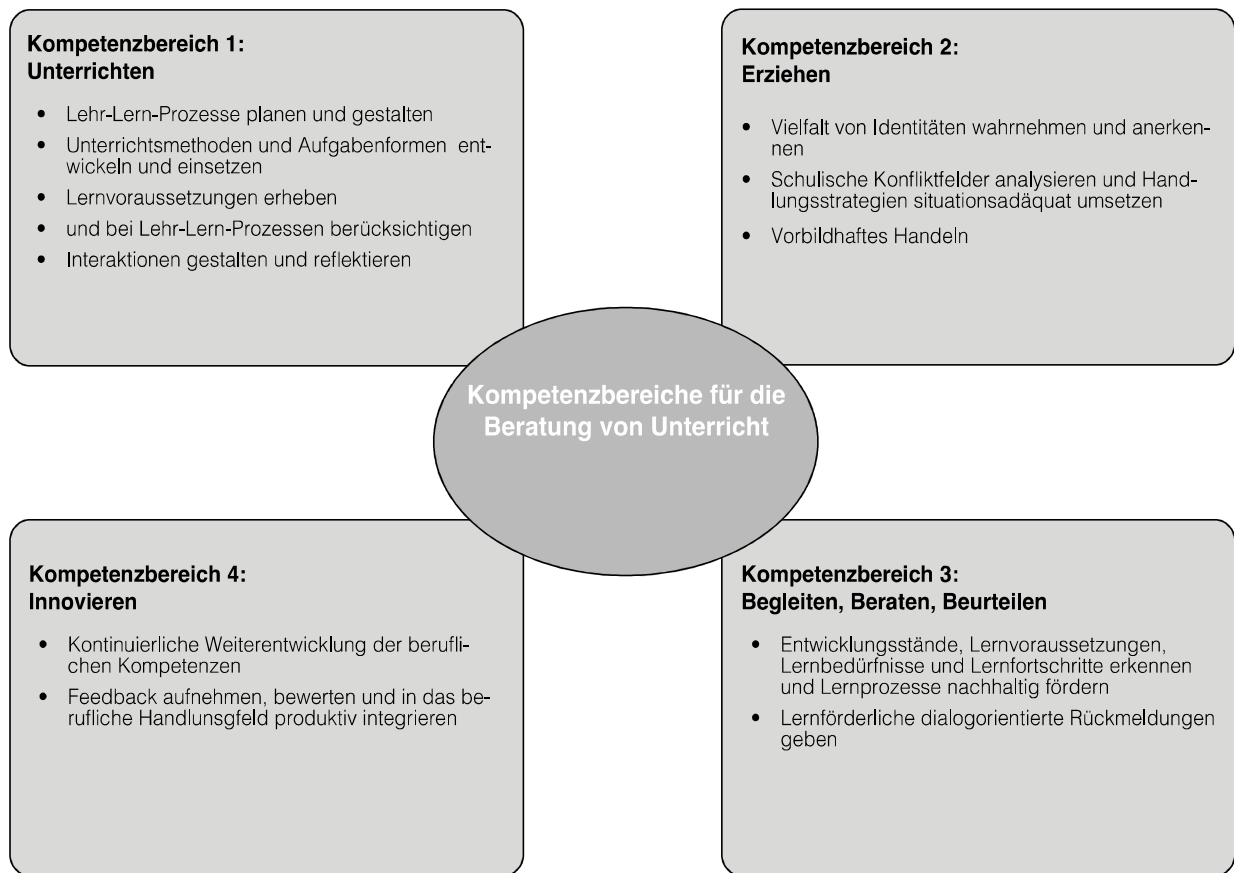 Kompetenzbereich 1:
Unterrichten
• Lehr-Lern-Prozesse planen und gestalten
• Unterrichtsmethoden und Aufgabenformen ent-
wickeln und einsetzen
• Lernvoraussetzungen erheben
• und bei Lehr-Lern-Prozessen berücksichtigen
• Interaktionen gestalten und reflektieren
Kompetenzbereich 2:
Erziehen
• Vielfalt von Identitäten wahrnehmen und anerken-
nen
• Schulische Konfliktfelder analysieren und Hand-
lungsstrategien situationsadäquat umsetzen
• Vorbildhaftes Handeln
Kompetenzbereiche für die
Beratung von Unterricht
Kompetenzbereich 4:
Innovieren
• Kontinuierliche Weiterentwicklung der berufli-
chen Kompetenzen
• Feedback aufnehmen, bewerten und in das be-
rufliche Handlunsgfeld produktiv integrieren
Kompetenzbereich 3:
Begleiten, Beraten, Beurteilen
• Entwicklungsstände, Lernvoraussetzungen,
Lernbedürfnisse und Lernfortschritte erkennen
und Lernprozesse nachhaltig fördern
• Lernförderliche dialogorientierte Rückmeldungen
geben